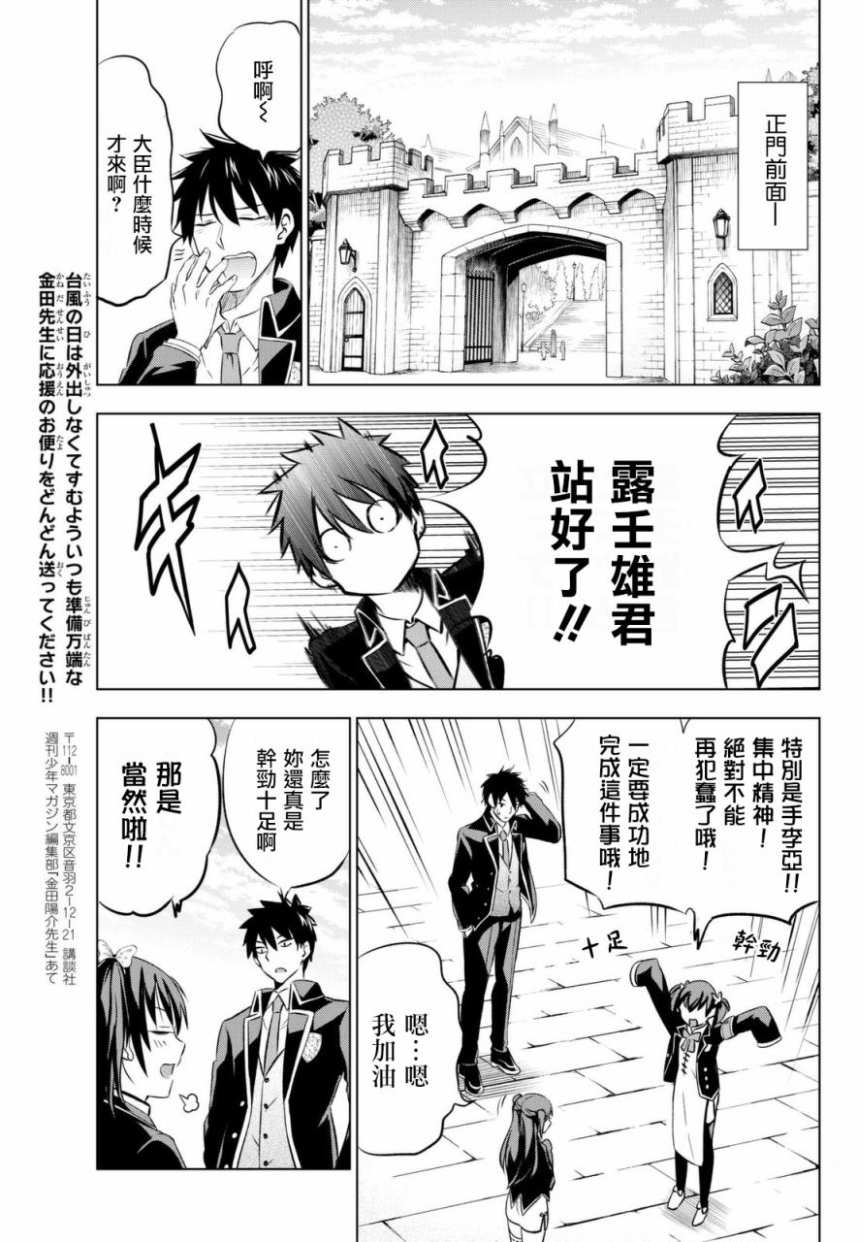 正門前面—
呼啊～
大臣什麼時候
才來啊？
露壬雄君
站好了!!
特別是手李亞!!
集中精神！
絕對不能
再犯蠢了哦！
一定要成功地
完成這件事哦！
幹勁
十足
嗯…嗯
我加油
怎麼了
妳還真是
幹勁十足啊
那是
當然啦!!
台風の日は外出しなくてすむよういつも準備万端な
金田先生に応援のお便りをどんどん送ってください!!
〒112-8001 東京都文京区音羽2-12-21 講談社
週刊少年マガジン編集部「金田陽介先生」あて